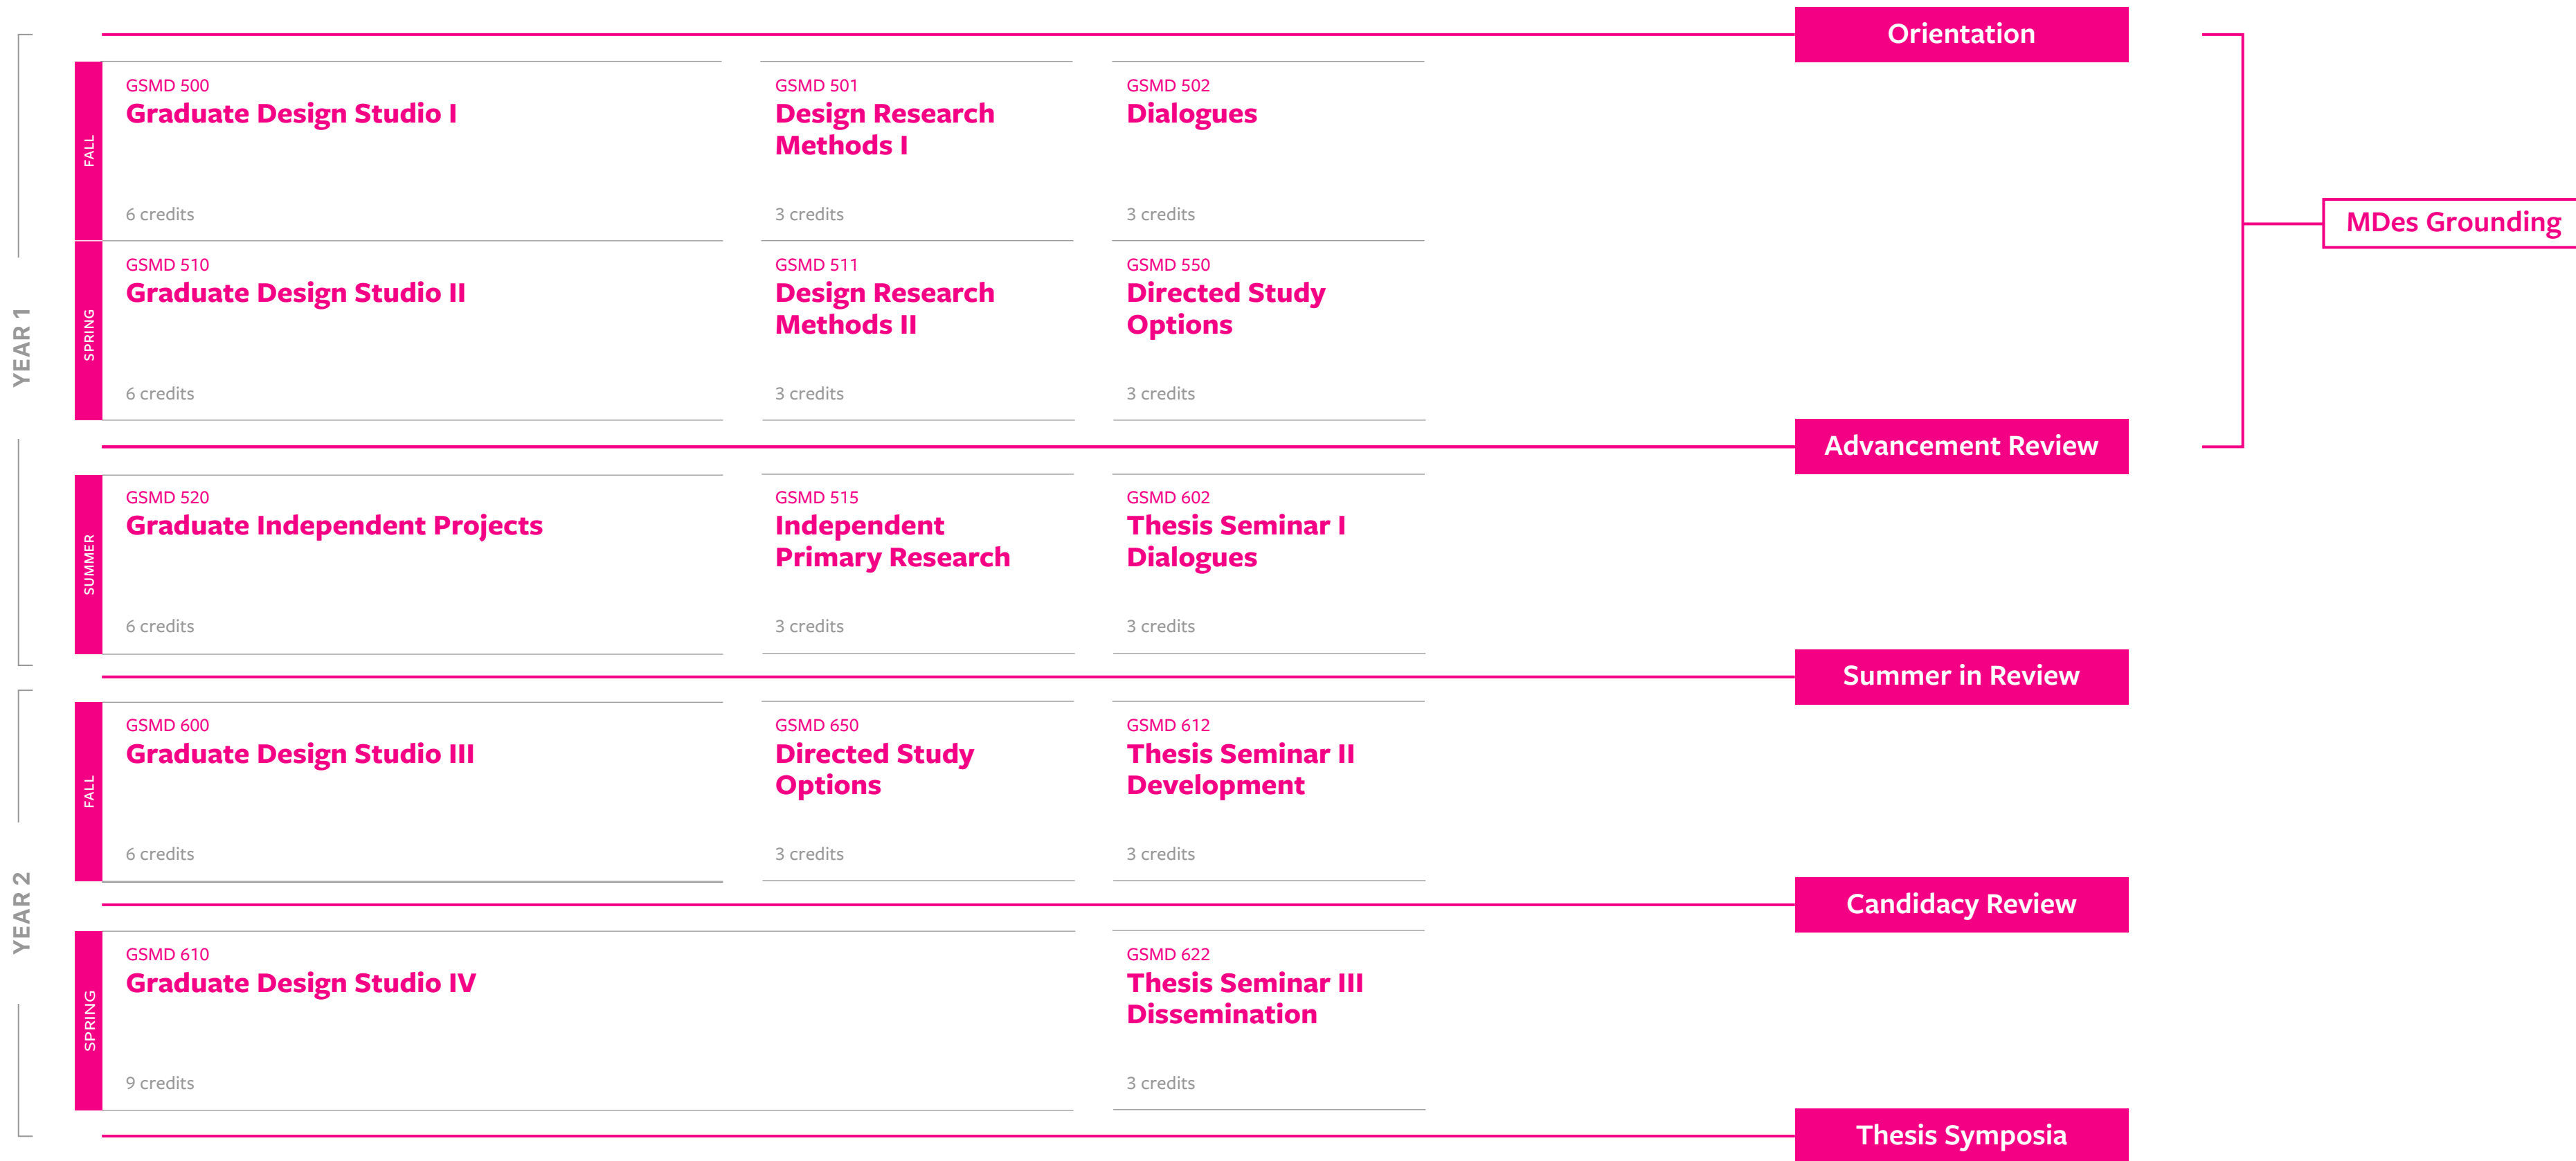 Orientation
YEAR 1
FALL
GSMD 500
Graduate Design Studio I
6 credits
GSMD 501
Design Research
Methods I
3 credits
GSMD 502
Dialogues
3 credits
MDes Grounding
SPRING
GSMD 510
Graduate Design Studio II
6 credits
GSMD 511
Design Research
Methods II
3 credits
GSMD 550
Directed Study
Options
3 credits
Advancement Review
SUMMER
GSMD 520
Graduate Independent Projects
6 credits
GSMD 515
Independent
Primary Research
3 credits
GSMD 602
Thesis Seminar I
Dialogues
3 credits
Summer in Review
YEAR 2
FALL
GSMD 600
Graduate Design Studio III
6 credits
GSMD 650
Directed Study
Options
3 credits
GSMD 612
Thesis Seminar II
Development
3 credits
Candidacy Review
SPRING
GSMD 610
Graduate Design Studio IV
9 credits
GSMD 622
Thesis Seminar III
Dissemination
3 credits
Thesis Symposia